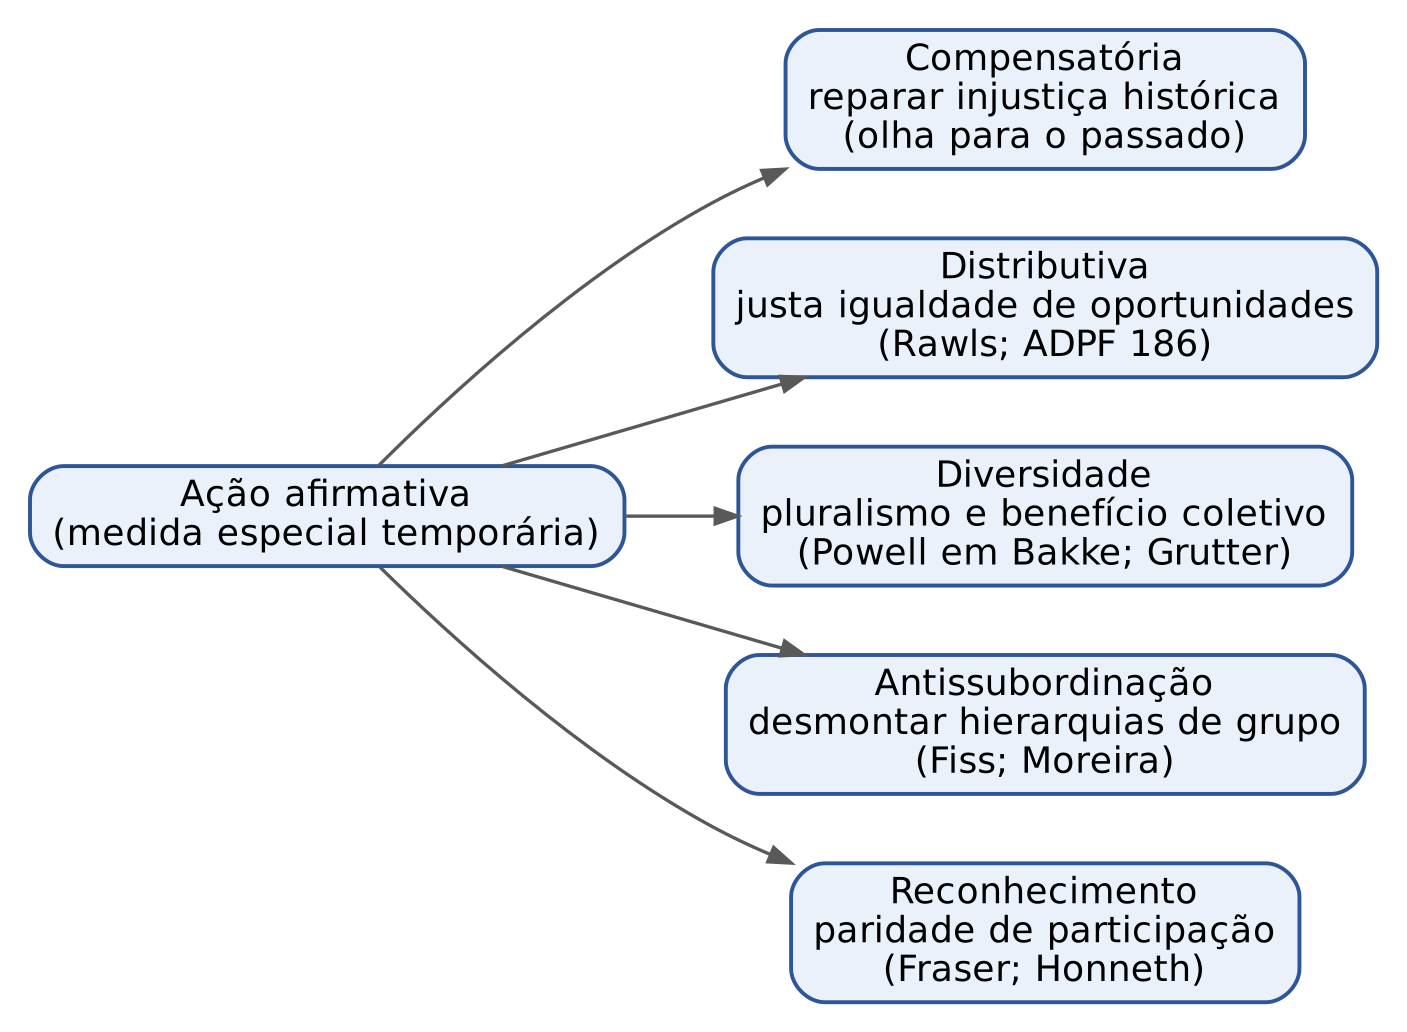 Compensatória
reparar injustiça histórica
(olha para o passado)
Distributiva
justa igualdade de oportunidades
(Rawls; ADPF 186)
Ação afirmativa
(medida especial temporária)
Diversidade
pluralismo e benefício coletivo
(Powell em Bakke; Grutter)
Antissubordinação
desmontar hierarquias de grupo
(Fiss; Moreira)
Reconhecimento
paridade de participação
(Fraser; Honneth)